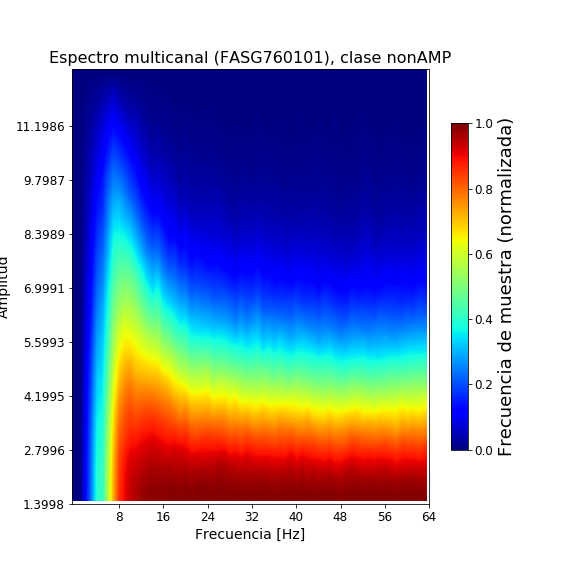 Espectro multicanal (FASG760101), clase nonAMP
11.1986
9.7987
8.3989
6.9991
5.5993
4.1995
2.7996
1.3998
Amplitud
8 16 24 32 40 48 56 64
Frecuencia [Hz]
1.0
0.8
0.6
0.4
0.2
0.0
Frecuencia de muestra (normalizada)